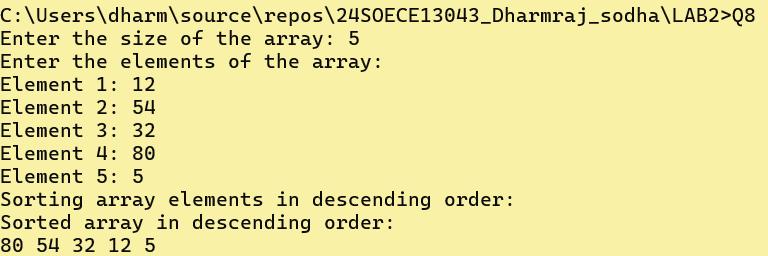 C:\Users\dharm\source\repos\24SOECE13043_Dharmraj_sodha\LAB2>Q8
Enter the size of the array: 5
Enter the elements of the array:
Element 1: 12
Element 2: 54
Element 3: 32
Element 4: 80
Element 5: 5
Sorting array elements in descending order:
Sorted array in descending order:
80 54 32 12 5